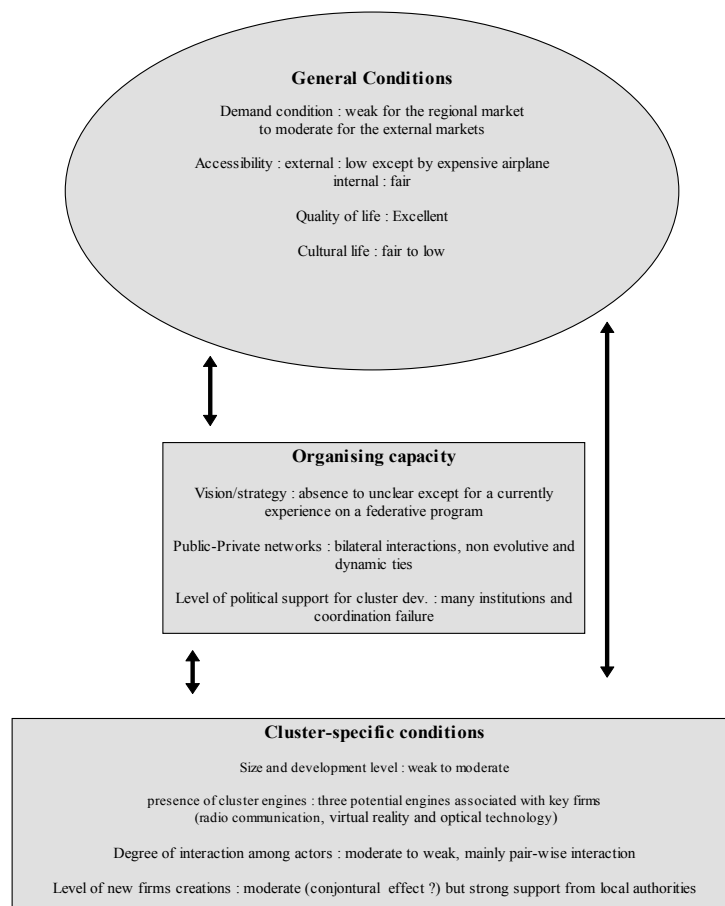 General Conditions
Demand condition : weak for the regional market
to moderate for the external markets
Accessibility : external : low except by expensive airplane
internal : fair
Quality of life : Excellent
Cultural life : fair to low
Organising capacity
Vision/strategy : absence to unclear except for a currently
experience on a federative program
Public-Private networks : bilateral interactions, non evolutive and
dynamic ties
Level of political support for cluster dev. : many institutions and
coordination failure
Cluster-specific conditions
Size and development level : weak to moderate
presence of cluster engines : three potential engines associated with key firms
(radio communication, virtual reality and optical technology)
Degree of interaction among actors : moderate to weak, mainly pair-wise interaction
Level of new firms creations : moderate (conjontural effect ?) but strong support from local authorities